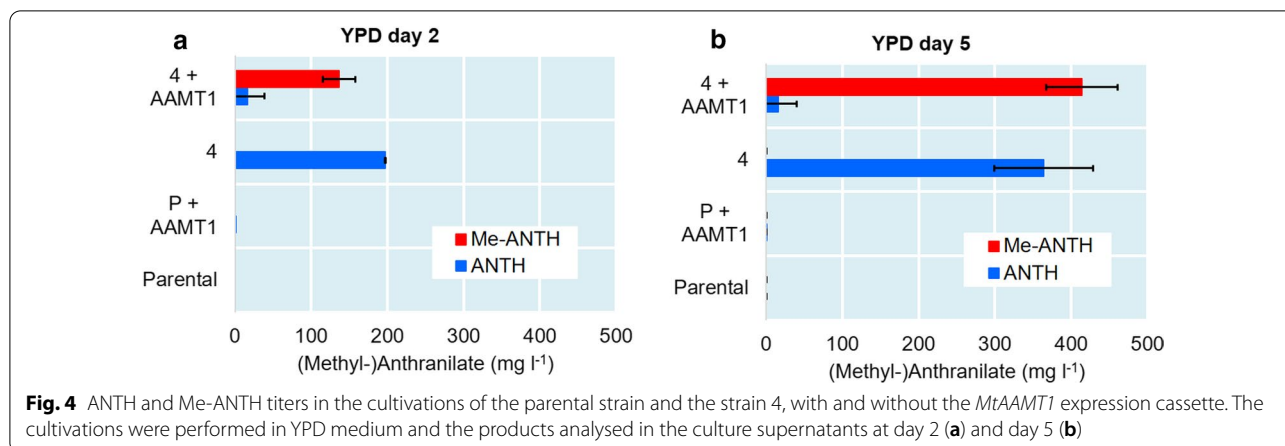 a
YPD day 2
4 +
AAMT1
4
P +
AAMT1
Parental
Me-ANTH
ANTH
0 100 200 300 400 500
(Methyl-)Anthranilate (mg l⁻¹)
b
YPD day 5
4 +
AAMT1
4
P +
AAMT1
Parental
Me-ANTH
ANTH
0 100 200 300 400 500
(Methyl-)Anthranilate (mg l⁻¹)
Fig. 4 ANTH and Me-ANTH titers in the cultivations of the parental strain and the strain 4, with and without the MtAAMT1 expression cassette. The
cultivations were performed in YPD medium and the products analysed in the culture supernatants at day 2 (a) and day 5 (b)